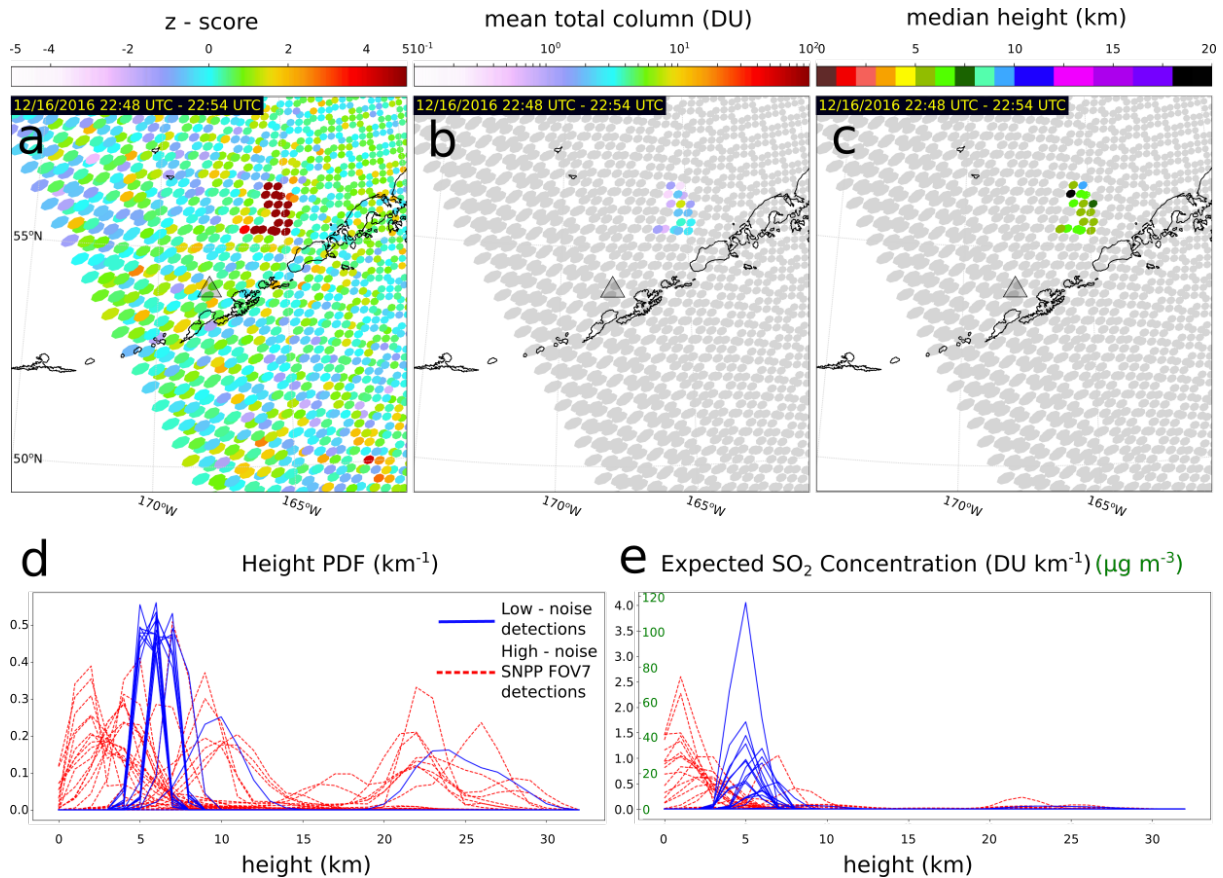 z - score
mean total column (DU)
median height (km)
-5 -4 -2 0 2 4 5
10⁻¹ 10⁰ 10¹ 10²
0 5 10 15 20
12/16/2016 22:48 UTC - 22:54 UTC
12/16/2016 22:48 UTC - 22:54 UTC
12/16/2016 22:48 UTC - 22:54 UTC
a
b
c
55°N
50°N
170°W
165°W
170°W
165°W
170°W
165°W
d
Height PDF (km⁻¹)
0.5
0.4
0.3
0.2
0.1
0.0
Low - noise
detections
High - noise
SNPP FOV7
detections
0 5 10 15 20 25 30
height (km)
e
Expected SO₂ Concentration (DU km⁻¹) (μg m⁻³)
4.0
3.5
3.0
2.5
2.0
1.5
1.0
0.5
0.0
120
100
80
60
40
20
0
0 5 10 15 20 25 30
height (km)